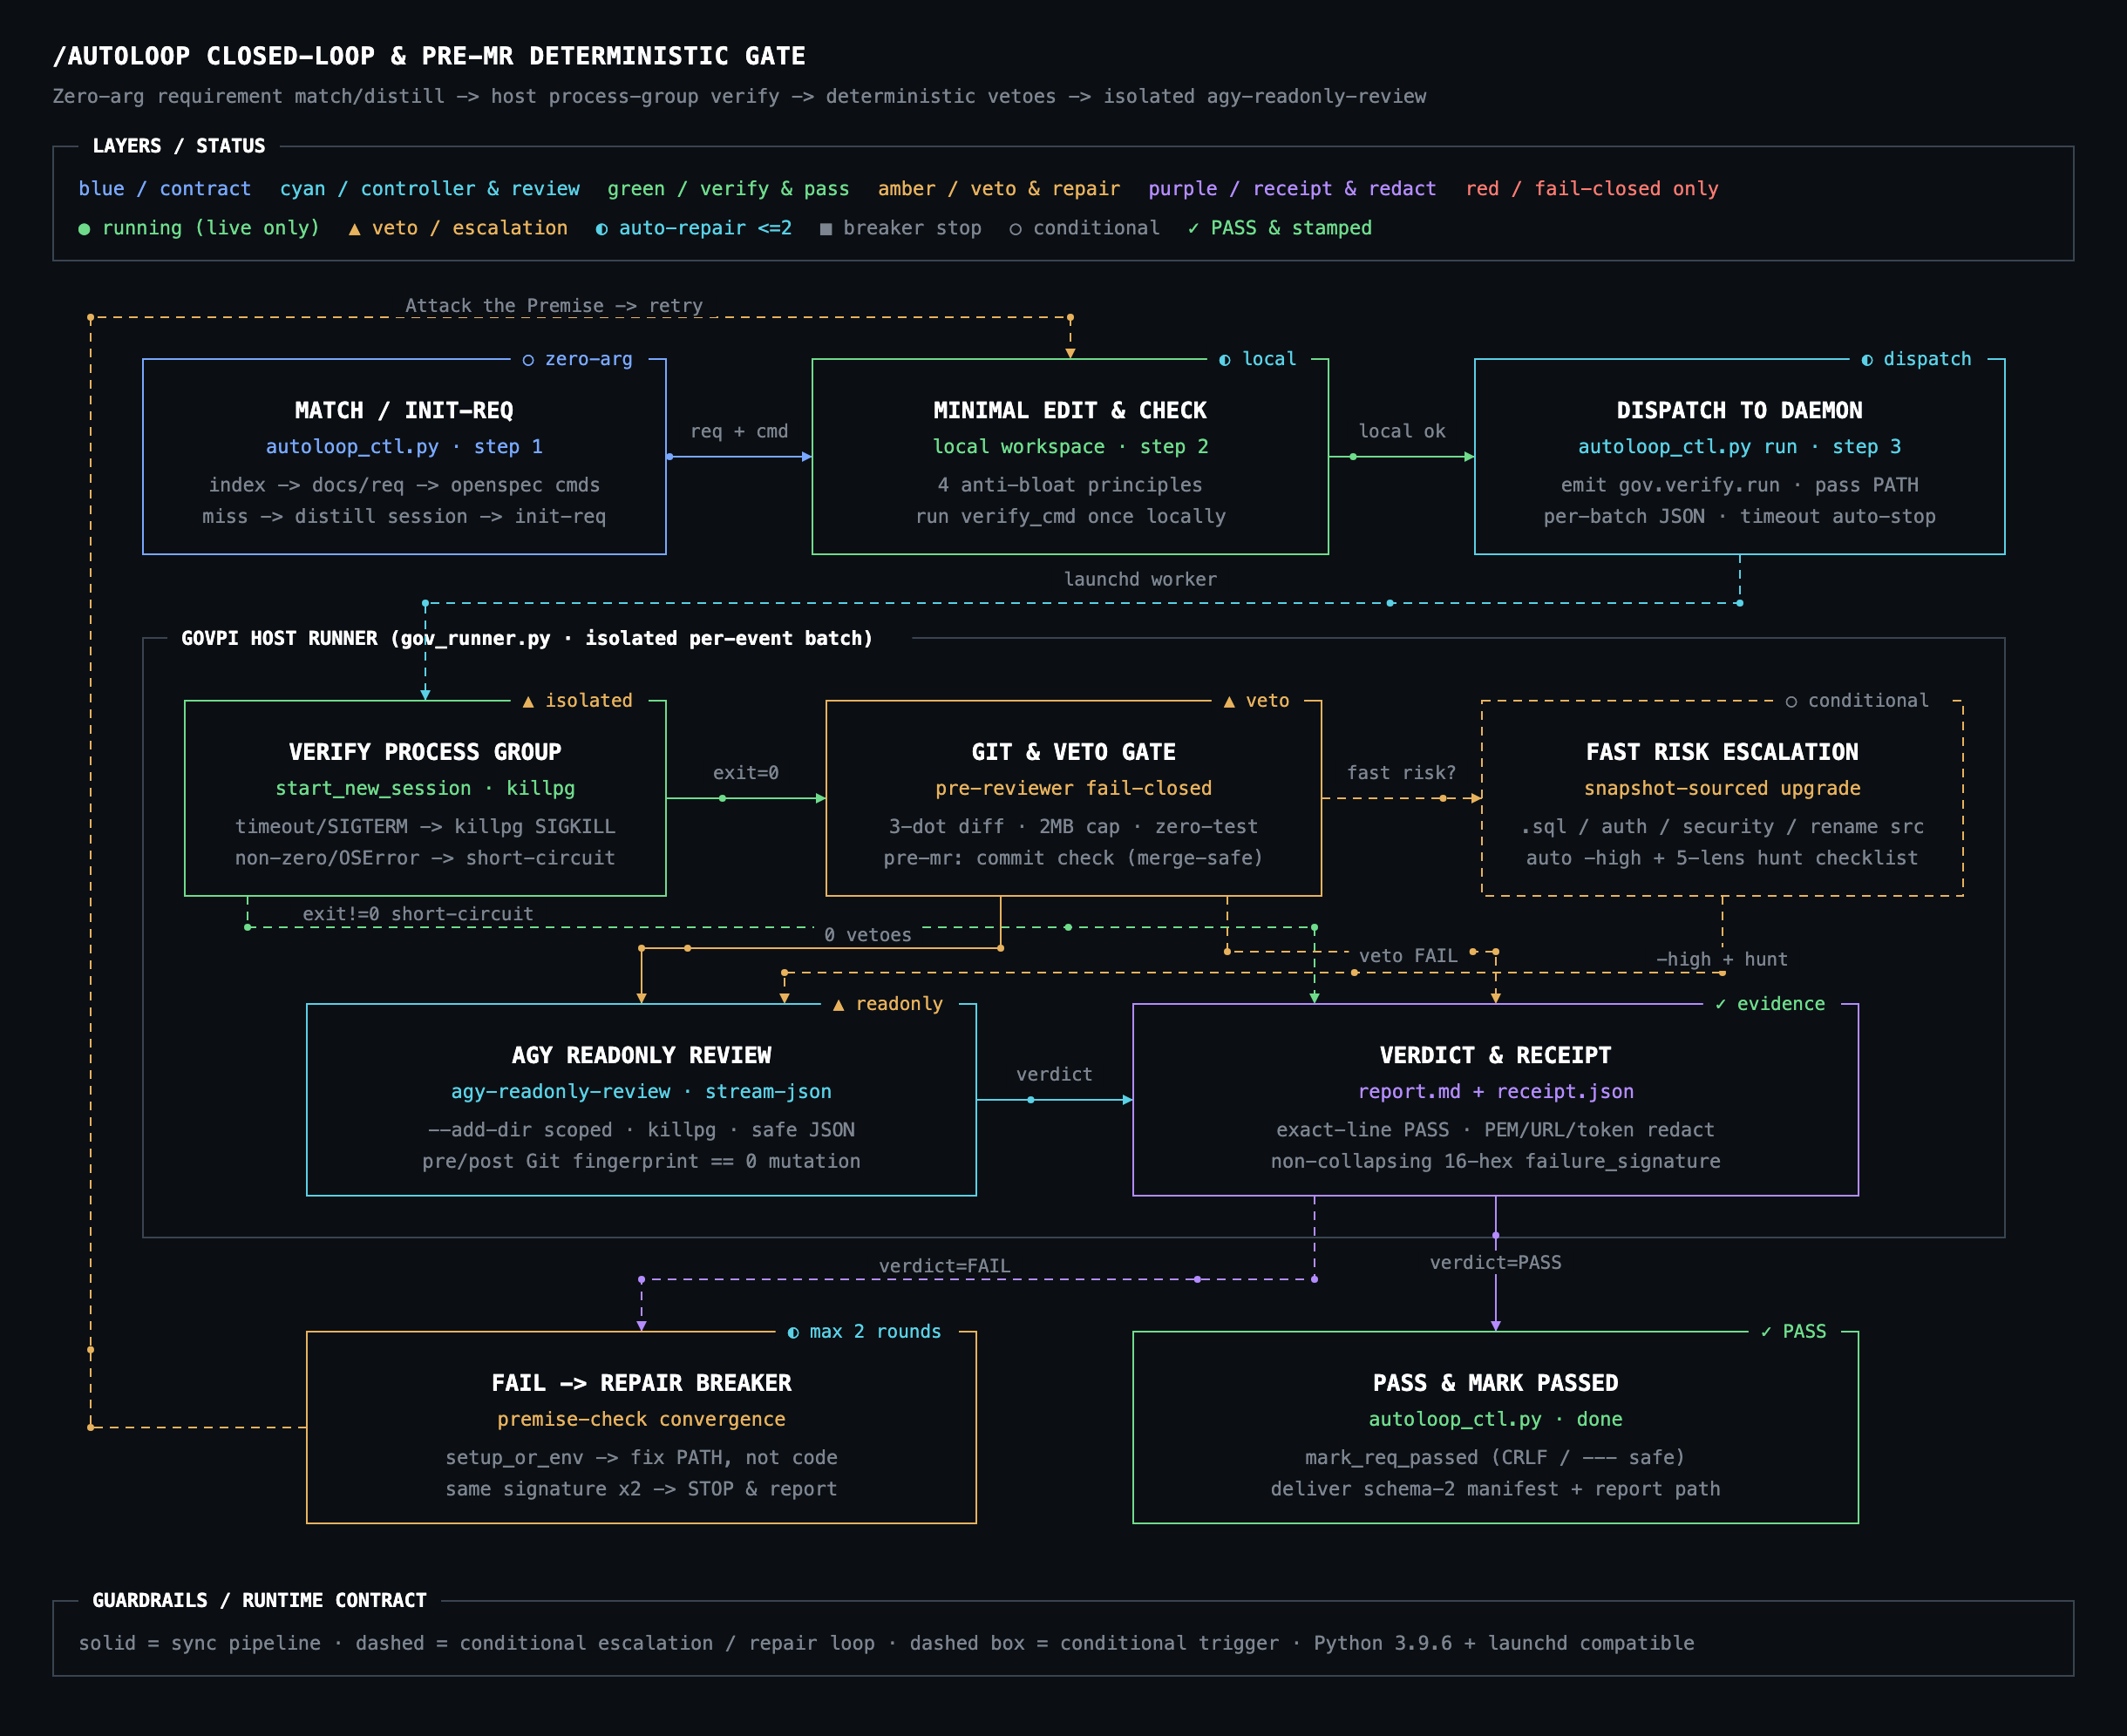 /AUTOLOOP CLOSED-LOOP & PRE-MR DETERMINISTIC GATE
Zero-arg requirement match/distill -> host process-group verify -> deterministic vetoes -> isolated agy-readonly-review
LAYERS / STATUS
blue / contract cyan / controller & review green / verify & pass amber / veto & repair purple / receipt & redact red / fail-closed only
● running (live only) ▲ veto / escalation ◐ auto-repair <=2 ■ breaker stop ○ conditional ✓ PASS & stamped
Attack the Premise -> retry
○ zero-arg
MATCH / INIT-REQ
autoloop_ctl.py · step 1
index -> docs/req -> openspec cmds
miss -> distill session -> init-req
req + cmd
◐ local
MINIMAL EDIT & CHECK
local workspace · step 2
4 anti-bloat principles
run verify_cmd once locally
local ok
◐ dispatch
DISPATCH TO DAEMON
autoloop_ctl.py run · step 3
emit gov.verify.run · pass PATH
per-batch JSON · timeout auto-stop
launchd worker
GOVPI HOST RUNNER (gov_runner.py · isolated per-event batch)
▲ isolated
VERIFY PROCESS GROUP
start_new_session · killpg
timeout/SIGTERM -> killpg SIGKILL
non-zero/OSError -> short-circuit
exit=0
▲ veto
GIT & VETO GATE
pre-reviewer fail-closed
3-dot diff · 2MB cap · zero-test
pre-mr: commit check (merge-safe)
fast risk?
○ conditional
FAST RISK ESCALATION
snapshot-sourced upgrade
.sql / auth / security / rename src
auto -high + 5-lens hunt checklist
exit!=0 short-circuit
0 vetoes
veto FAIL
-high + hunt
▲ readonly
AGY READONLY REVIEW
agy-readonly-review · stream-json
--add-dir scoped · killpg · safe JSON
pre/post Git fingerprint == 0 mutation
verdict
✓ evidence
VERDICT & RECEIPT
report.md + receipt.json
exact-line PASS · PEM/URL/token redact
non-collapsing 16-hex failure_signature
verdict=FAIL
verdict=PASS
◐ max 2 rounds
FAIL -> REPAIR BREAKER
premise-check convergence
setup_or_env -> fix PATH, not code
same signature x2 -> STOP & report
✓ PASS
PASS & MARK PASSED
autoloop_ctl.py · done
mark_req_passed (CRLF / --- safe)
deliver schema-2 manifest + report path
GUARDRAILS / RUNTIME CONTRACT
solid = sync pipeline · dashed = conditional escalation / repair loop · dashed box = conditional trigger · Python 3.9.6 + launchd compatible